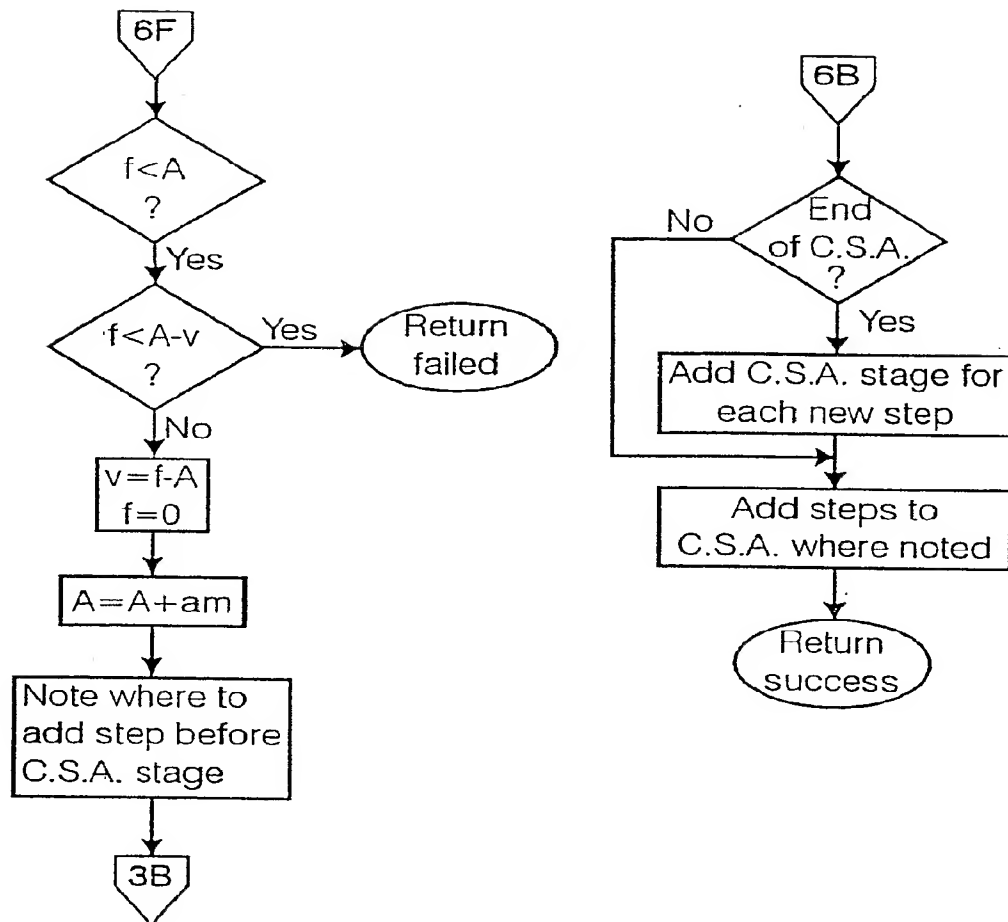 6F
f<A
?
Yes
f<A-v
?
Yes
Return
failed
No
v=f-A
f=0
A=A+am
Note where to
add step before
C.S.A. stage
3B
6B
End
of C.S.A.
?
No
Yes
Add C.S.A. stage for
each new step
Add steps to
C.S.A. where noted
Return
success